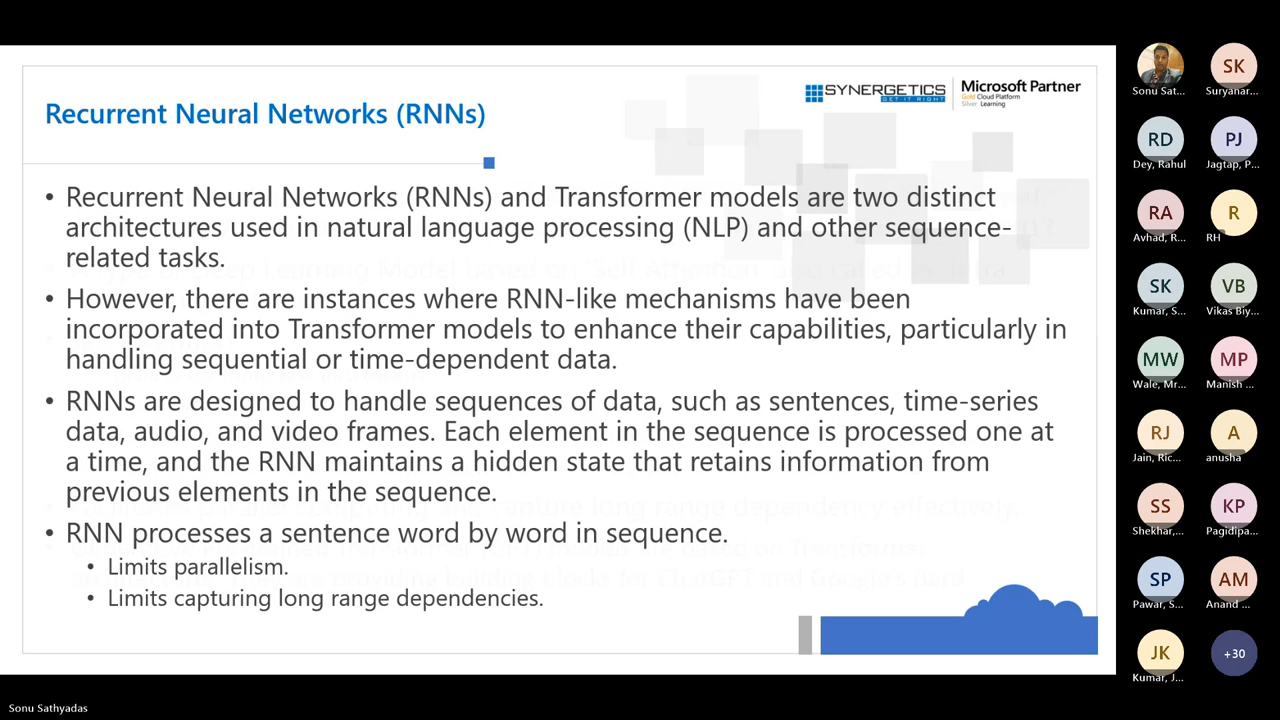 Recurrent Neural Networks (RNNs)
SYNERGETICS
GET IT RIGHT
Microsoft Partner
Gold Cloud Platform
Silver Learning
• Recurrent Neural Networks (RNNs) and Transformer models are two distinct
architectures used in natural language processing (NLP) and other sequence-
related tasks.
• However, there are instances where RNN-like mechanisms have been
incorporated into Transformer models to enhance their capabilities, particularly in
handling sequential or time-dependent data.
• RNNs are designed to handle sequences of data, such as sentences, time-series
data, audio, and video frames. Each element in the sequence is processed one at
a time, and the RNN maintains a hidden state that retains information from
previous elements in the sequence.
• RNN processes a sentence word by word in sequence.
• Limits parallelism.
• Limits capturing long range dependencies.
Sonu Sat...
SK
Suryanar...
RD
Dey, Rahul
PJ
Jagtap, P...
RA
Avhad, R...
R
RH
SK
Kumar, S...
VB
Vikas Biy...
MW
Wale, Mr...
MP
Manish ...
RJ
Jain, Ric...
A
anusha
SS
Shekhar,...
KP
Pagidipa...
SP
Pawar, S...
AM
Anand ...
JK
Kumar, J...
+30
Sonu Sathyadas